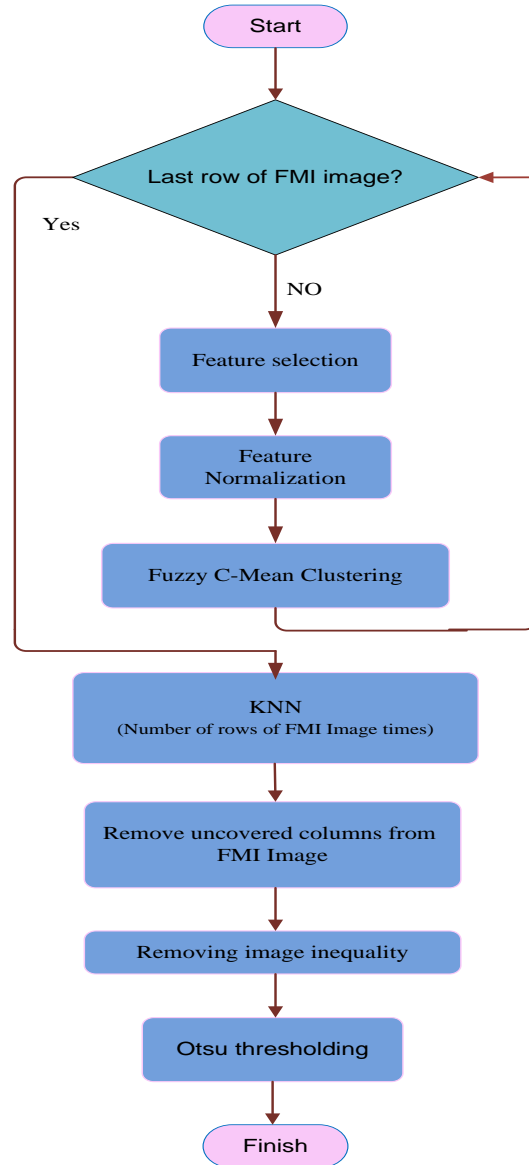 Start
Last row of FMI image?
Yes
NO
Feature selection
Feature
Normalization
Fuzzy C-Mean Clustering
KNN
(Number of rows of FMI Image times)
Remove uncovered columns from
FMI Image
Removing image inequality
Otsu thresholding
Finish